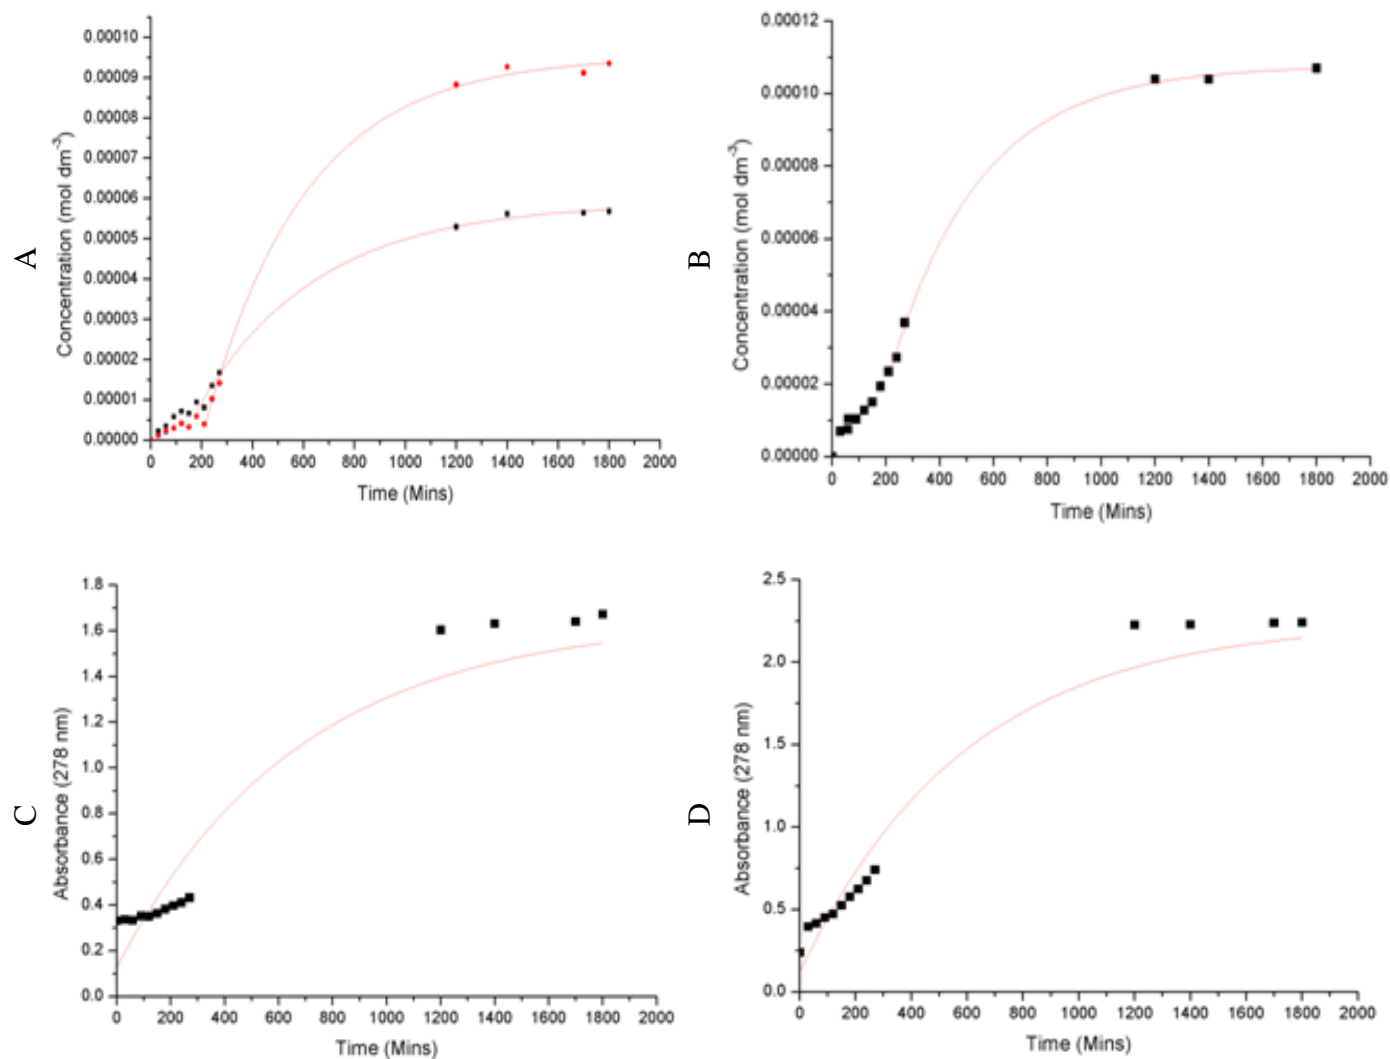 A
Concentration (mol dm⁻³)
0.00010
0.00009
0.00008
0.00007
0.00006
0.00005
0.00004
0.00003
0.00002
0.00001
0.00000
0 200 400 600 800 1000 1200 1400 1600 1800 2000
Time (Mins)
B
Concentration (mol dm⁻³)
0.00012
0.00010
0.00008
0.00006
0.00004
0.00002
0.00000
0 200 400 600 800 1000 1200 1400 1600 1800 2000
Time (Mins)
C
Absorbance (278 nm)
1.8
1.6
1.4
1.2
1.0
0.8
0.6
0.4
0.2
0.0
0 200 400 600 800 1000 1200 1400 1600 1800 2000
Time (Mins)
D
Absorbance (278 nm)
2.5
2.0
1.5
1.0
0.5
0.0
0 200 400 600 800 1000 1200 1400 1600 1800 2000
Time (Mins)